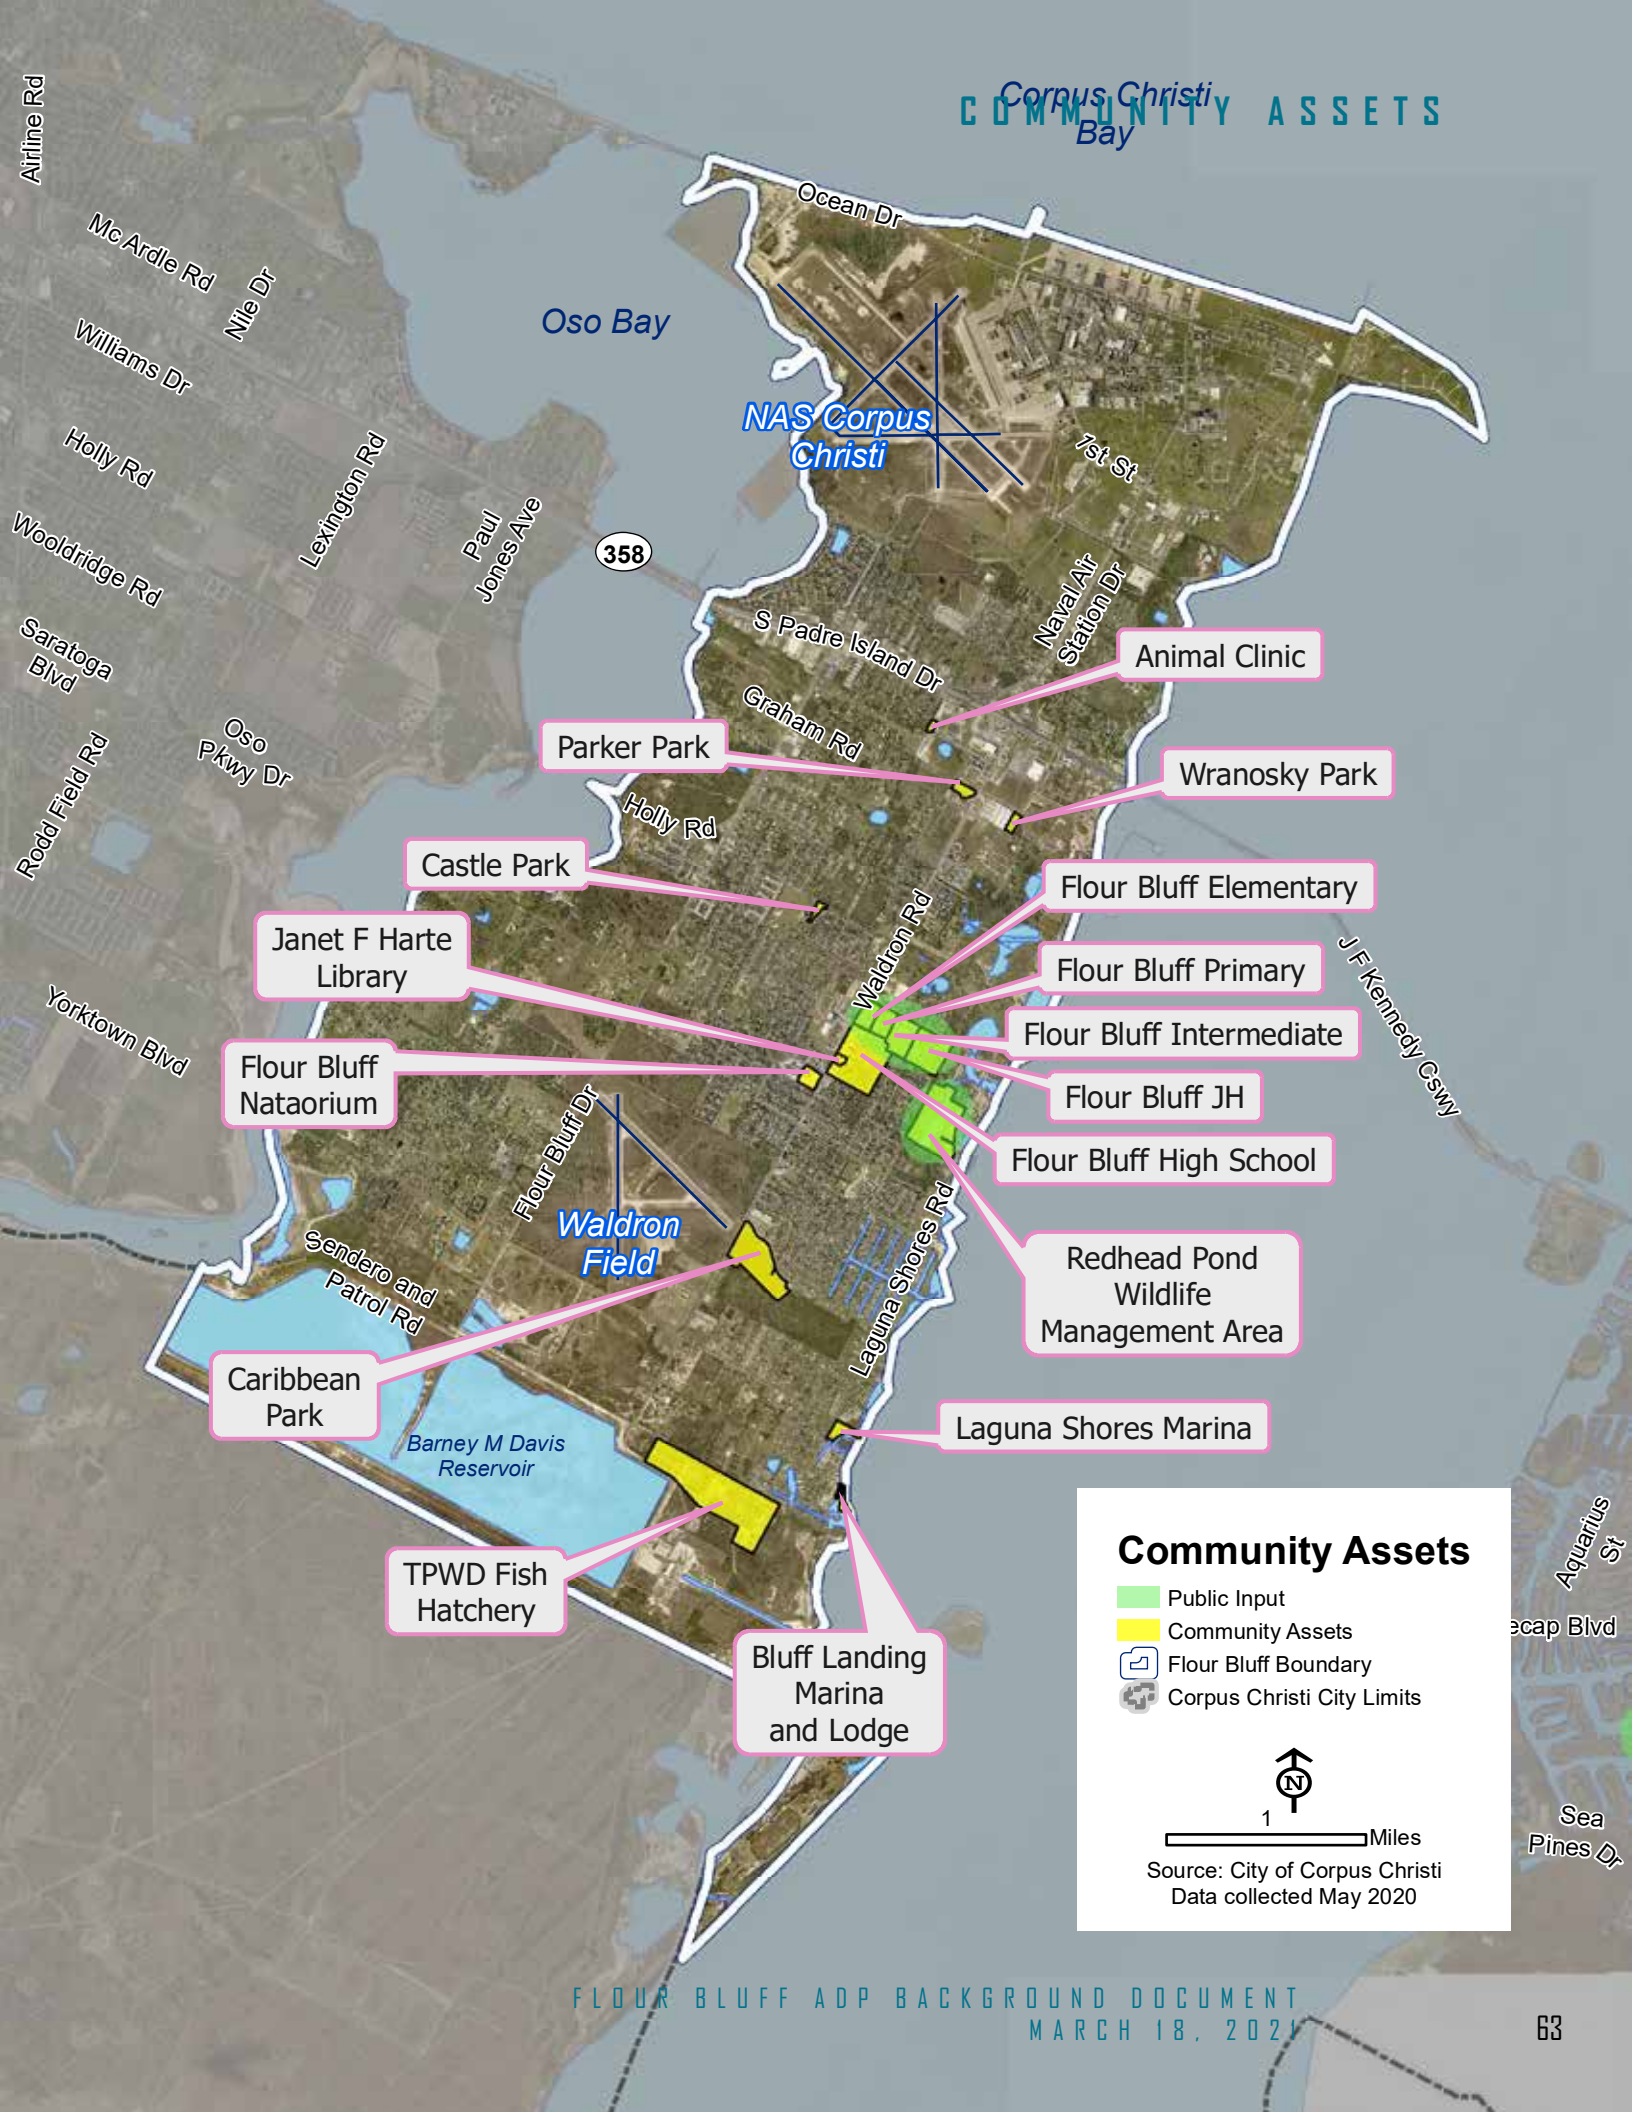 COMMUNITY ASSETS
Corpus Christi
Bay
Airline Rd
Ocean Dr
Mc Ardle Rd
Nile Dr
Oso Bay
Williams Dr
NAS Corpus
Christi
Holly Rd
Lexington Rd
1st St
Paul
Jones Ave
358
Wooldridge Rd
Naval Air
Station Dr
S Padre Island Dr
Saratoga
Blvd
Animal Clinic
Graham Rd
Parker Park
Oso
Pkwy Dr
Wranosky Park
Rodd Field Rd
Holly Rd
Castle Park
Flour Bluff Elementary
Waldron Rd
Janet F Harte
Library
Flour Bluff Primary
J F Kennedy Cswy
Yorktown Blvd
Flour Bluff Intermediate
Flour Bluff
Nataorium
Flour Bluff JH
Flour Bluff Dr
Flour Bluff High School
Waldron
Field
Laguna Shores Rd
Sendero and
Patrol Rd
Redhead Pond
Wildlife
Management Area
Caribbean
Park
Laguna Shores Marina
Barney M Davis
Reservoir
TPWD Fish
Hatchery
Bluff Landing
Marina
and Lodge
Aquarius
St
ecap Blvd
Sea
Pines Dr
Community Assets
Public Input
Community Assets
Flour Bluff Boundary
Corpus Christi City Limits
N
1
Miles
Source: City of Corpus Christi
Data collected May 2020
FLOUR BLUFF ADP BACKGROUND DOCUMENT
MARCH 18, 2021
63